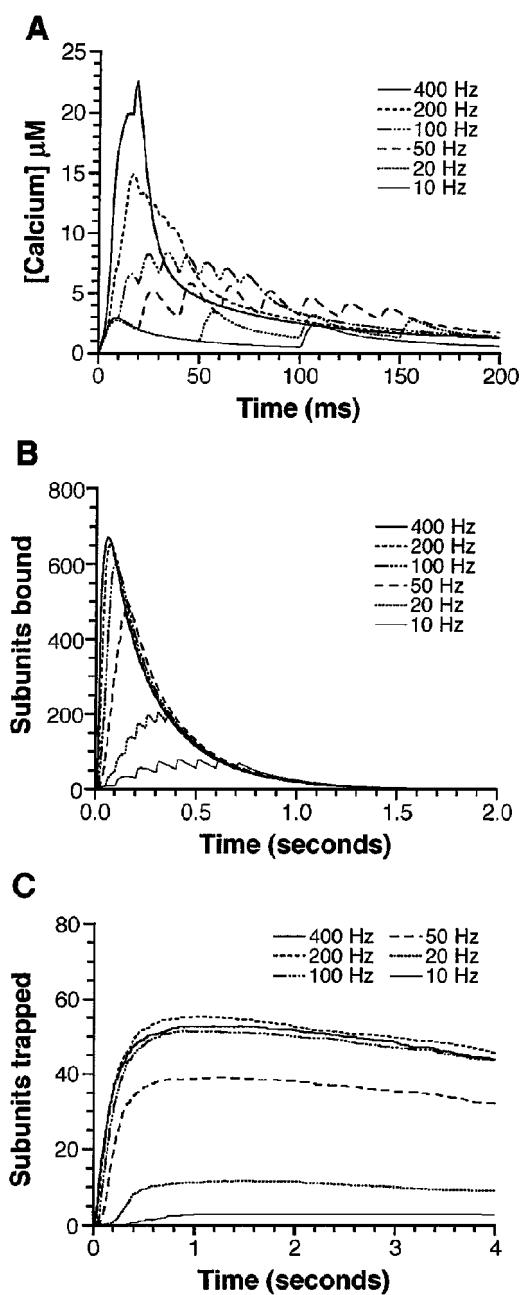 A
[Calcium] µM
25
20
15
10
5
0
400 Hz
200 Hz
100 Hz
50 Hz
20 Hz
10 Hz
0 50 100 150 200
Time (ms)
B
Subunits bound
800
600
400
200
0
400 Hz
200 Hz
100 Hz
50 Hz
20 Hz
10 Hz
0.0 0.5 1.0 1.5 2.0
Time (seconds)
C
Subunits trapped
80
60
40
20
0
400 Hz 50 Hz
200 Hz 20 Hz
100 Hz 10 Hz
0 1 2 3 4
Time (seconds)